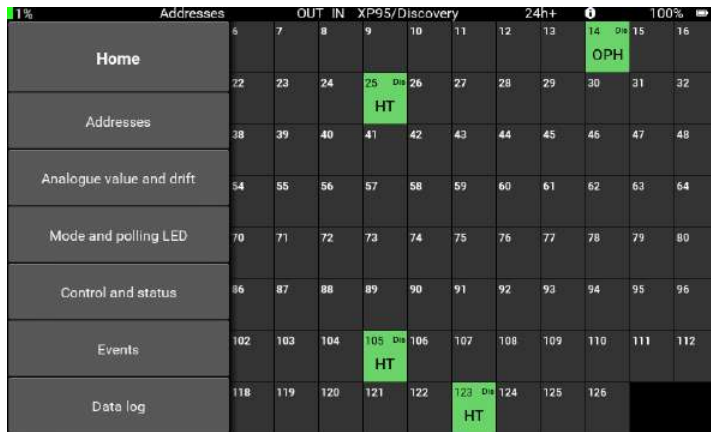 1% Addresses OUT IN XP95/Discovery 24h+ 100%
Home
Addresses
Analogue value and drift
Mode and polling LED
Control and status
Events
Data log
6 7 8 9 10 11 12 13 14 Dis 15 16
OPH
22 23 24 25 Dis 26 27 28 29 30 31 32
HT
38 39 40 41 42 43 44 45 46 47 48
54 55 56 57 58 59 60 61 62 63 64
70 71 72 73 74 75 76 77 78 79 80
86 87 88 89 90 91 92 93 94 95 96
102 103 104 105 Dis 106 107 108 109 110 111 112
HT
118 119 120 121 122 123 Dis 124 125 126
HT